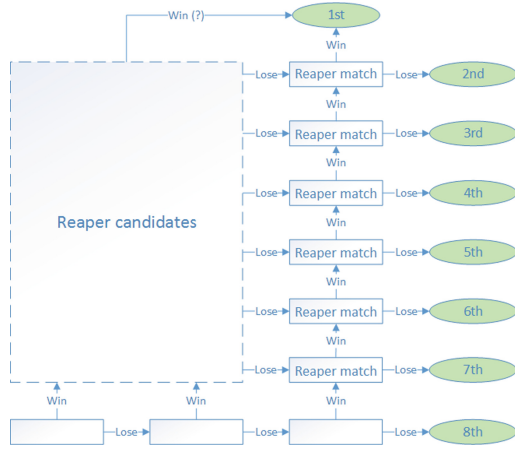 Win (?)
1st
Win
Lose
Reaper match
Lose
2nd
Win
Lose
Reaper match
Lose
3rd
Win
Lose
Reaper match
Lose
4th
Reaper candidates
Win
Lose
Reaper match
Lose
5th
Win
Lose
Reaper match
Lose
6th
Win
Lose
Reaper match
Lose
7th
Win
Win
Win
Lose
Lose
Lose
8th